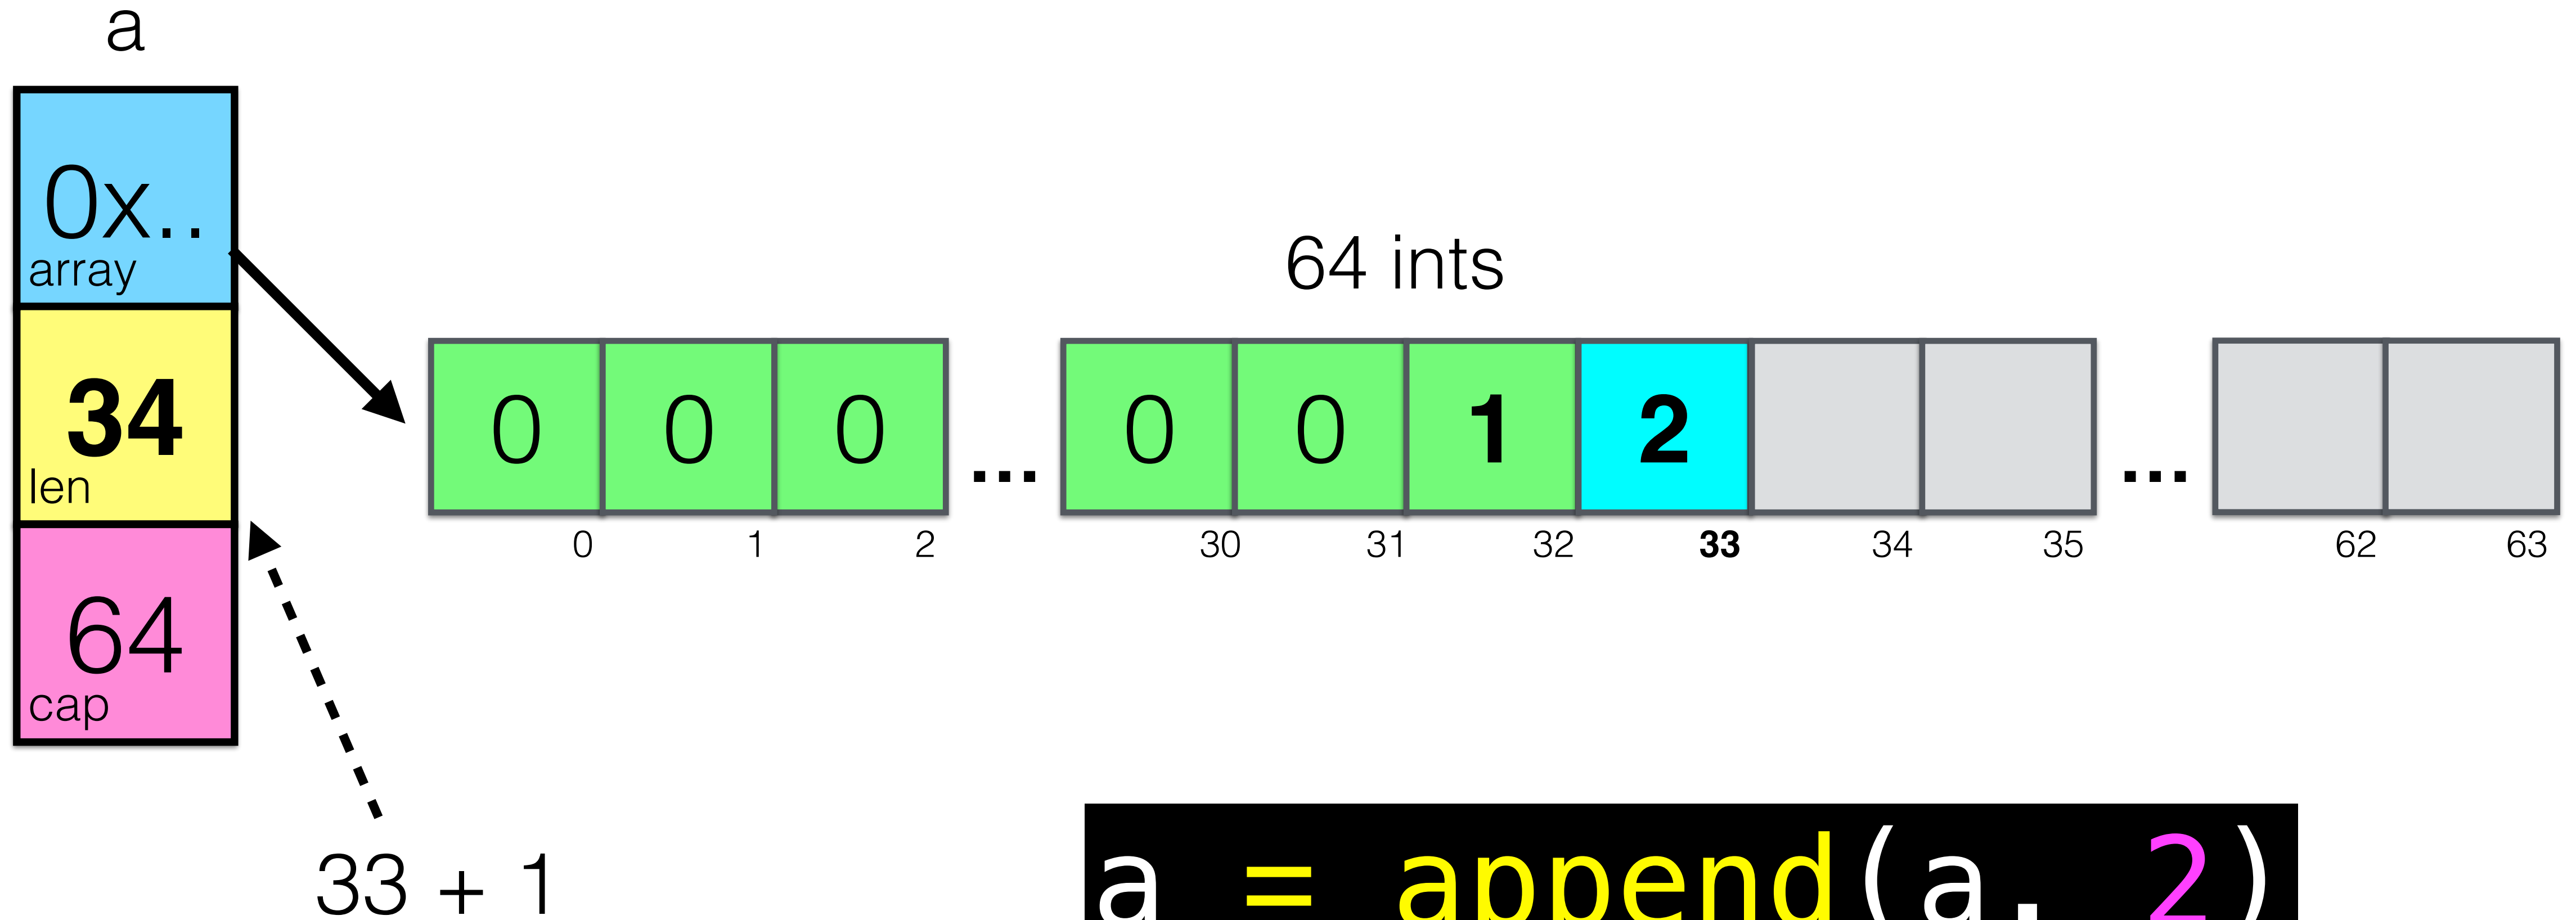 a
0x..
array
34
len
64
cap
64 ints
0 0 0 ... 0 0 1 2 ...
0 1 2 30 31 32 33 34 35 62 63
33 + 1
a = append(a, 2)